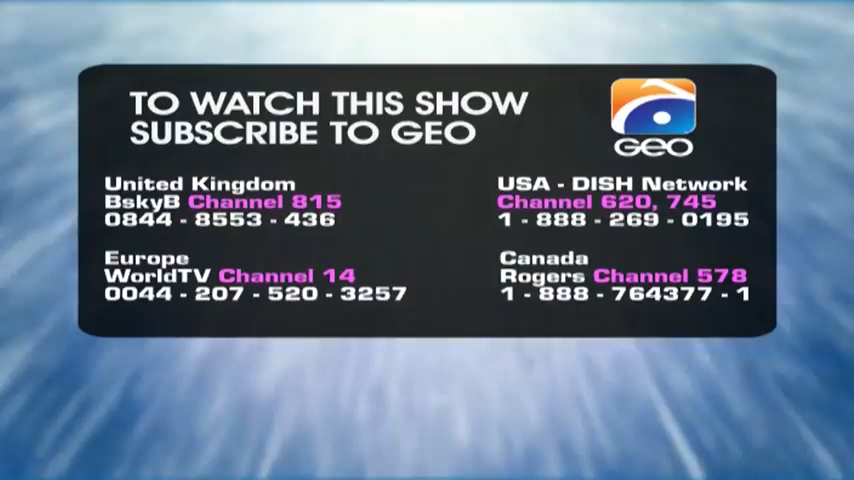 TO WATCH THIS SHOW
SUBSCRIBE TO GEO
GEO
United Kingdom
BskyB Channel 815
0844 - 8553 - 436
USA - DISH Network
Channel 620, 745
1 - 888 - 269 - 0195
Europe
WorldTV Channel 14
0044 - 207 - 520 - 3257
Canada
Rogers Channel 578
1 - 888 - 764377 - 1